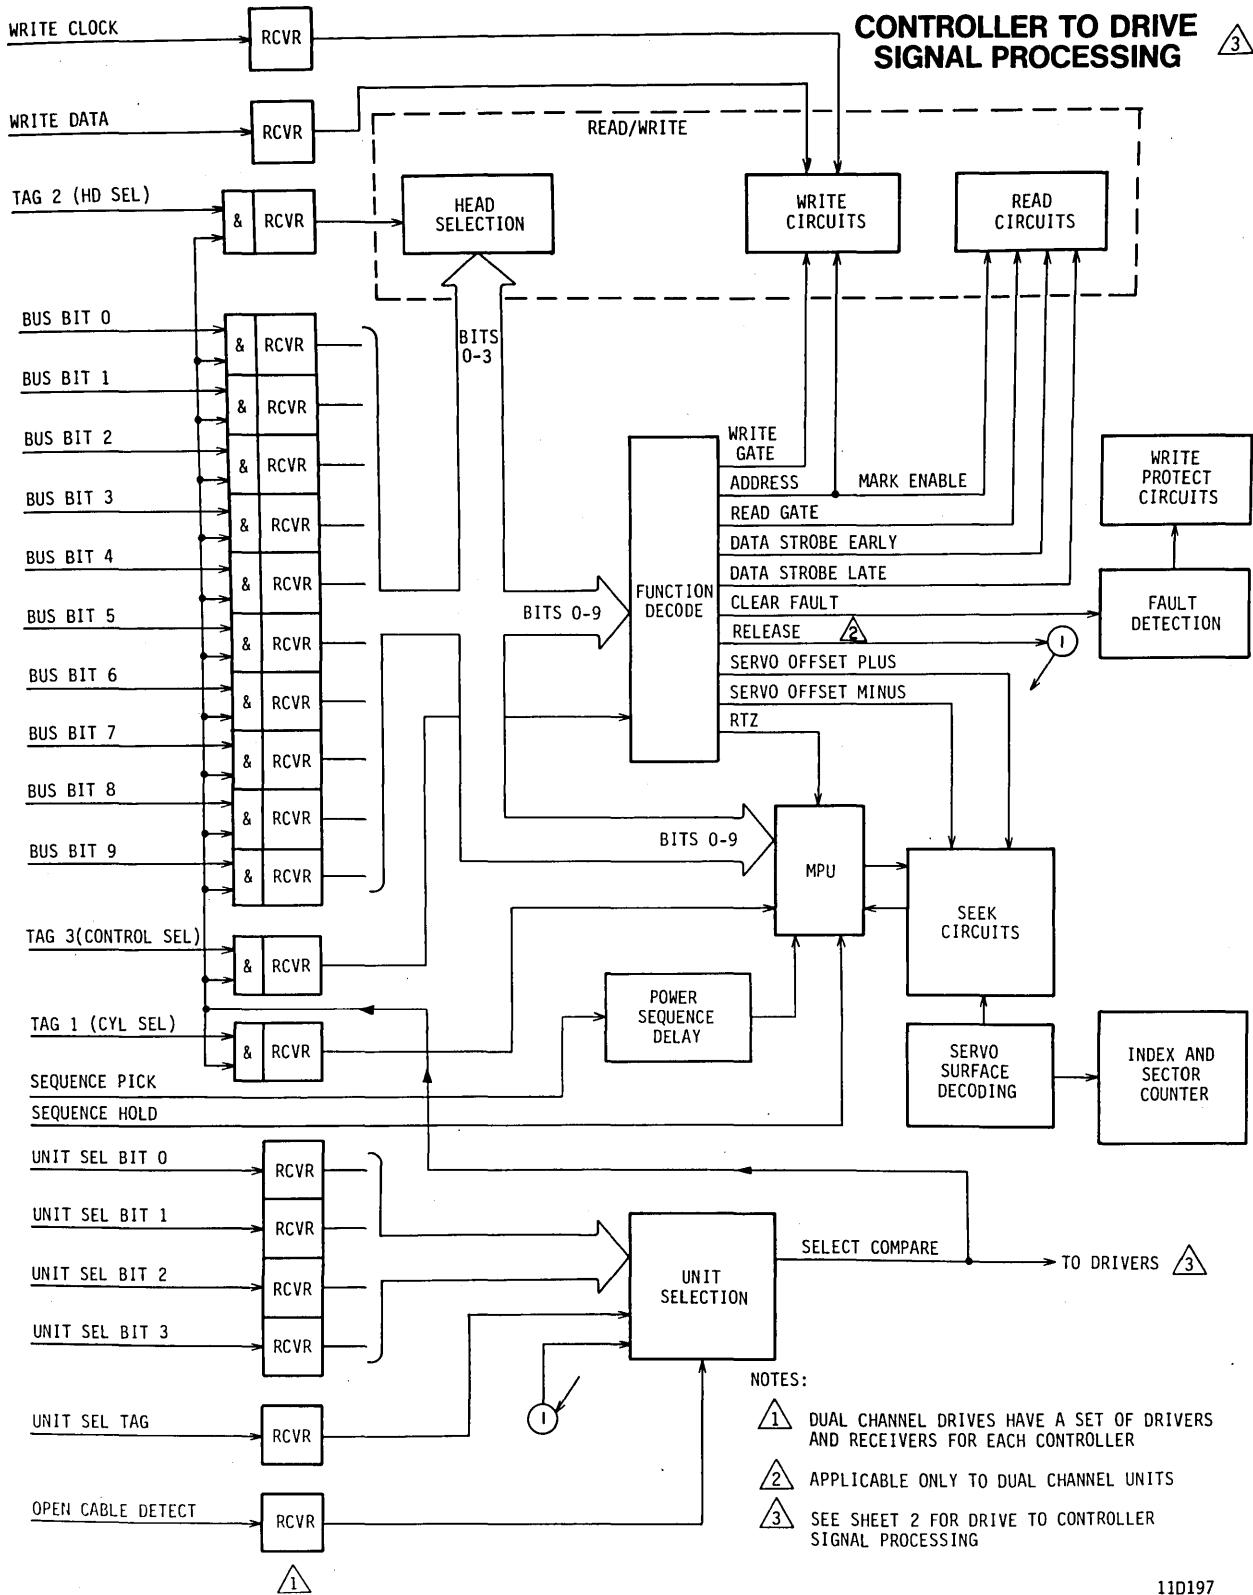 CONTROLLER TO DRIVE
SIGNAL PROCESSING
3
WRITE CLOCK
RCVR
WRITE DATA
RCVR
READ/WRITE
TAG 2 (HD SEL)
&
RCVR
HEAD
SELECTION
WRITE
CIRCUITS
READ
CIRCUITS
BUS BIT 0
&
RCVR
BITS
0-3
BUS BIT 1
&
RCVR
BUS BIT 2
&
RCVR
BUS BIT 3
&
RCVR
BUS BIT 4
&
RCVR
BUS BIT 5
&
RCVR
BUS BIT 6
&
RCVR
BUS BIT 7
&
RCVR
BUS BIT 8
&
RCVR
BUS BIT 9
&
RCVR
BITS 0-9
FUNCTION
DECODE
WRITE
GATE
ADDRESS
MARK ENABLE
READ GATE
DATA STROBE EARLY
DATA STROBE LATE
CLEAR FAULT
RELEASE
2
1
SERVO OFFSET PLUS
SERVO OFFSET MINUS
RTZ
WRITE
PROTECT
CIRCUITS
FAULT
DETECTION
BITS 0-9
MPU
SEEK
CIRCUITS
TAG 3(CONTROL SEL)
&
RCVR
POWER
SEQUENCE
DELAY
TAG 1 (CYL SEL)
&
RCVR
SERVO
SURFACE
DECODING
INDEX AND
SECTOR
COUNTER
SEQUENCE PICK
SEQUENCE HOLD
UNIT SEL BIT 0
RCVR
UNIT SEL BIT 1
RCVR
UNIT SEL BIT 2
RCVR
UNIT SEL BIT 3
RCVR
UNIT
SELECTION
SELECT COMPARE
TO DRIVERS
3
1
UNIT SEL TAG
RCVR
OPEN CABLE DETECT
RCVR
1
NOTES:
1 DUAL CHANNEL DRIVES HAVE A SET OF DRIVERS
AND RECEIVERS FOR EACH CONTROLLER
2 APPLICABLE ONLY TO DUAL CHANNEL UNITS
3 SEE SHEET 2 FOR DRIVE TO CONTROLLER
SIGNAL PROCESSING
11D197